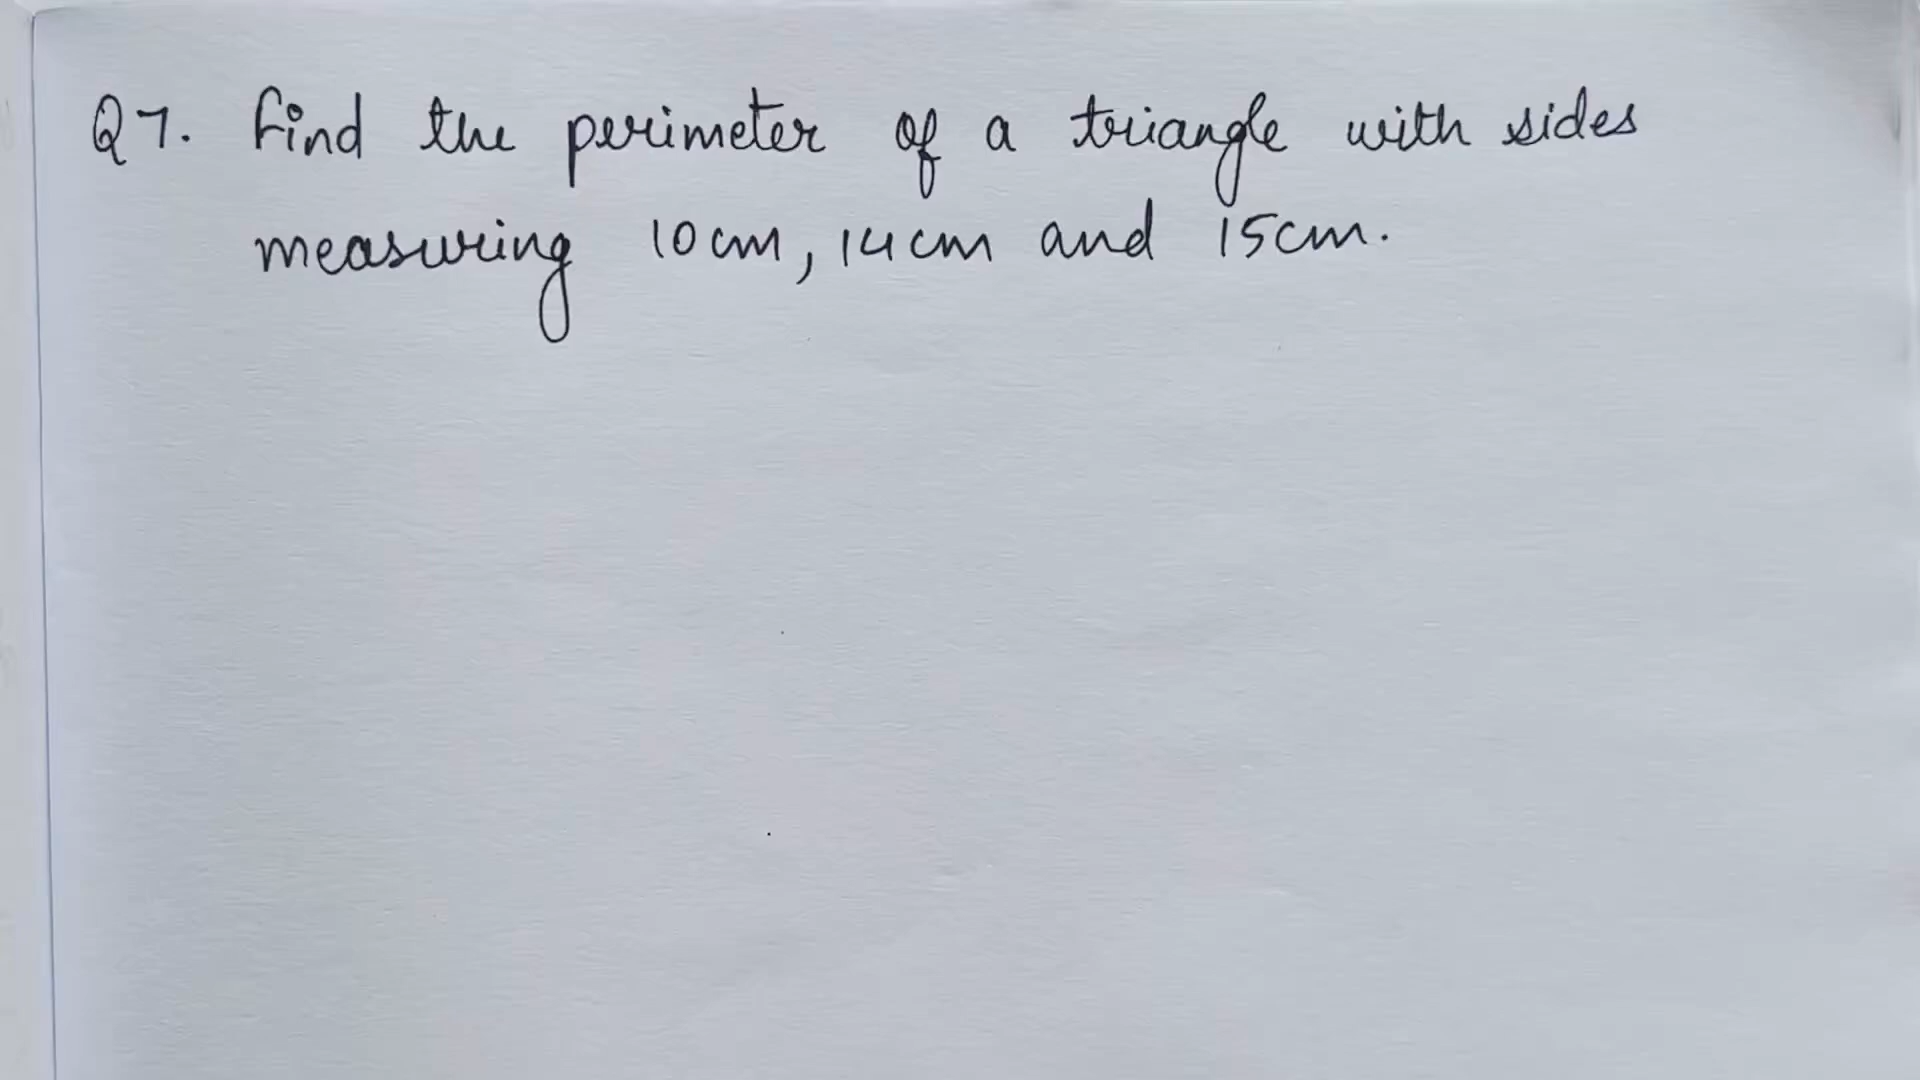 Q7. Find the perimeter of a triangle with sides
measuring 10cm, 14cm and 15cm.